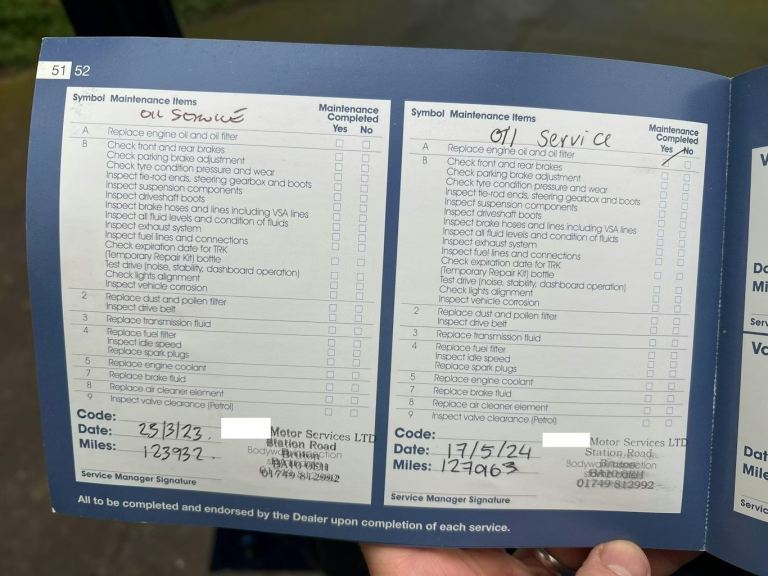 51 52
Symbol Maintenance Items
Maintenance
Completed
Yes No
OIL SERVICE
A Replace engine oil and oil filter
B Check front and rear brakes
Check parking brake adjustment
Check tyre condition pressure and wear
Inspect tie-rod ends, steering gearbox and boots
Inspect suspension components
Inspect driveshaft boots
Inspect brake hoses and lines including VSA lines
Inspect all fluid levels and condition of fluids
Inspect exhaust system
Inspect fuel lines and connections
Check expiration date for TRK
(Temporary Repair Kit) bottle
Test drive (noise, stability, dashboard operation)
Check lights alignment
Inspect vehicle corrosion
2 Replace dust and pollen filter
Inspect drive belt
3 Replace transmission fluid
4 Replace fuel filter
Inspect idle speed
Replace spark plugs
5 Replace engine coolant
7 Replace brake fluid
8 Replace air cleaner element
9 Inspect valve clearance (Petrol)
Code:
Date: 23/3/23.
Miles: 123932.
Motor Services LTD
Station Road
Bruton
BA10 0EH
01749 812992
Service Manager Signature
Symbol Maintenance Items
Maintenance
Completed
Yes No
OIl Service
A Replace engine oil and oil filter
B Check front and rear brakes
Check parking brake adjustment
Check tyre condition pressure and wear
Inspect tie-rod ends, steering gearbox and boots
Inspect suspension components
Inspect driveshaft boots
Inspect brake hoses and lines including VSA lines
Inspect all fluid levels and condition of fluids
Inspect exhaust system
Inspect fuel lines and connections
Check expiration date for TRK
(Temporary Repair Kit) bottle
Test drive (noise, stability, dashboard operation)
Check lights alignment
Inspect vehicle corrosion
2 Replace dust and pollen filter
Inspect drive belt
3 Replace transmission fluid
4 Replace fuel filter
Inspect idle speed
Replace spark plugs
5 Replace engine coolant
7 Replace brake fluid
8 Replace air cleaner element
9 Inspect valve clearance (Petrol)
Code:
Date: 17/5/24
Miles: 127963
Motor Services LTD
Station Road
Bruton
BA10 0EH
01749 812992
Service Manager Signature
All to be completed and endorsed by the Dealer upon completion of each service.